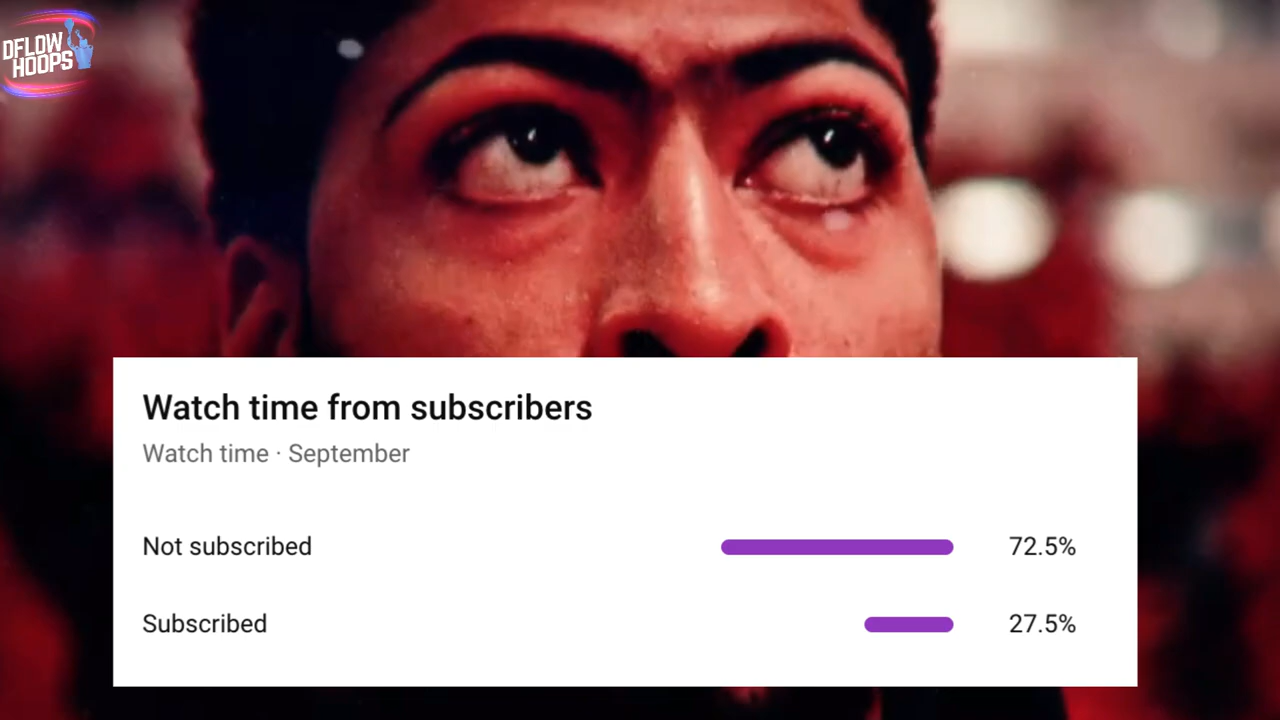 DFLOW
HOOPS
Watch time from subscribers
Watch time · September
Not subscribed 72.5%
Subscribed 27.5%